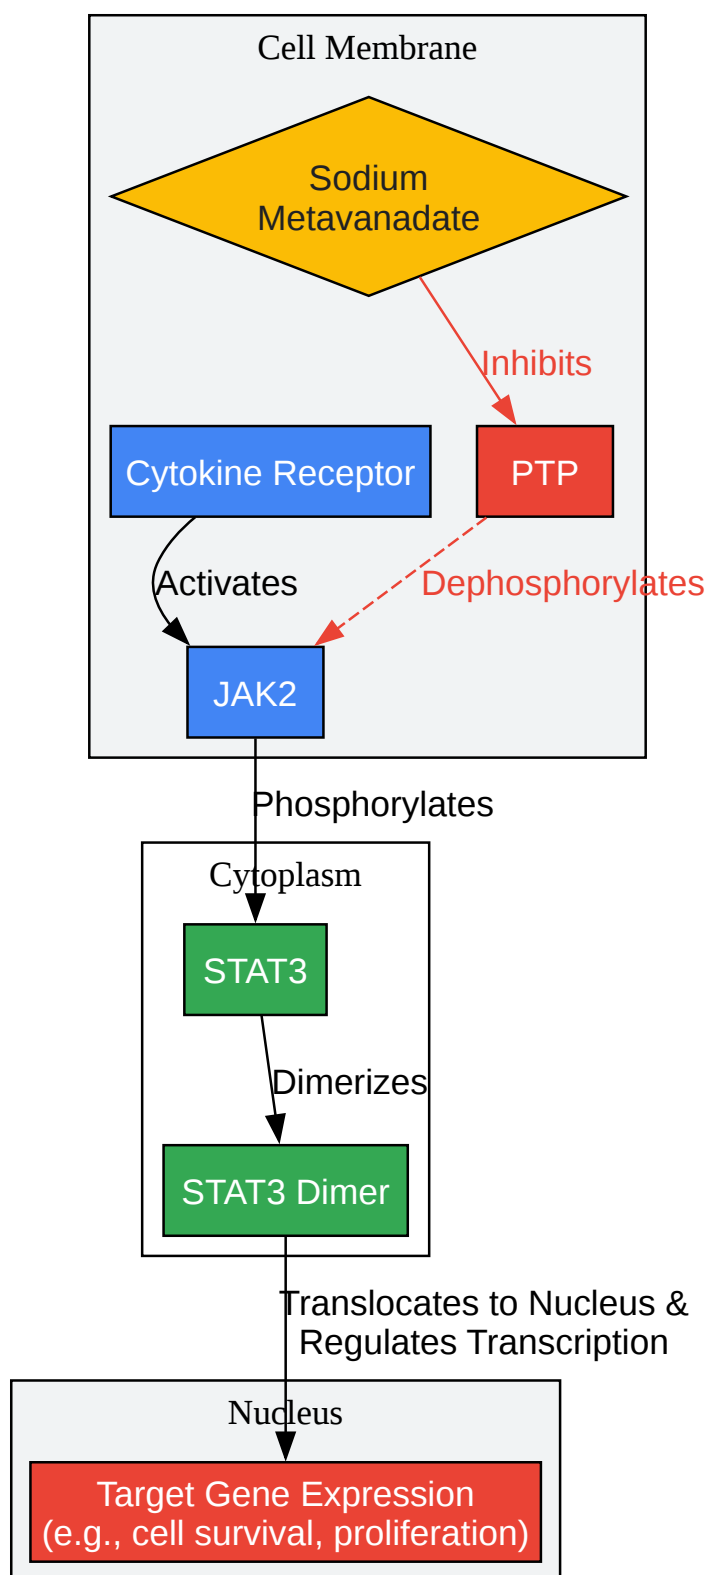 Cell Membrane
Sodium
Metavanadate
Inhibits
Cytokine Receptor
PTP
Activates
Dephosphorylates
JAK2
Phosphorylates
Cytoplasm
STAT3
Dimerizes
STAT3 Dimer
Translocates to Nucleus &
Regulates Transcription
Nucleus
Target Gene Expression
(e.g., cell survival, proliferation)